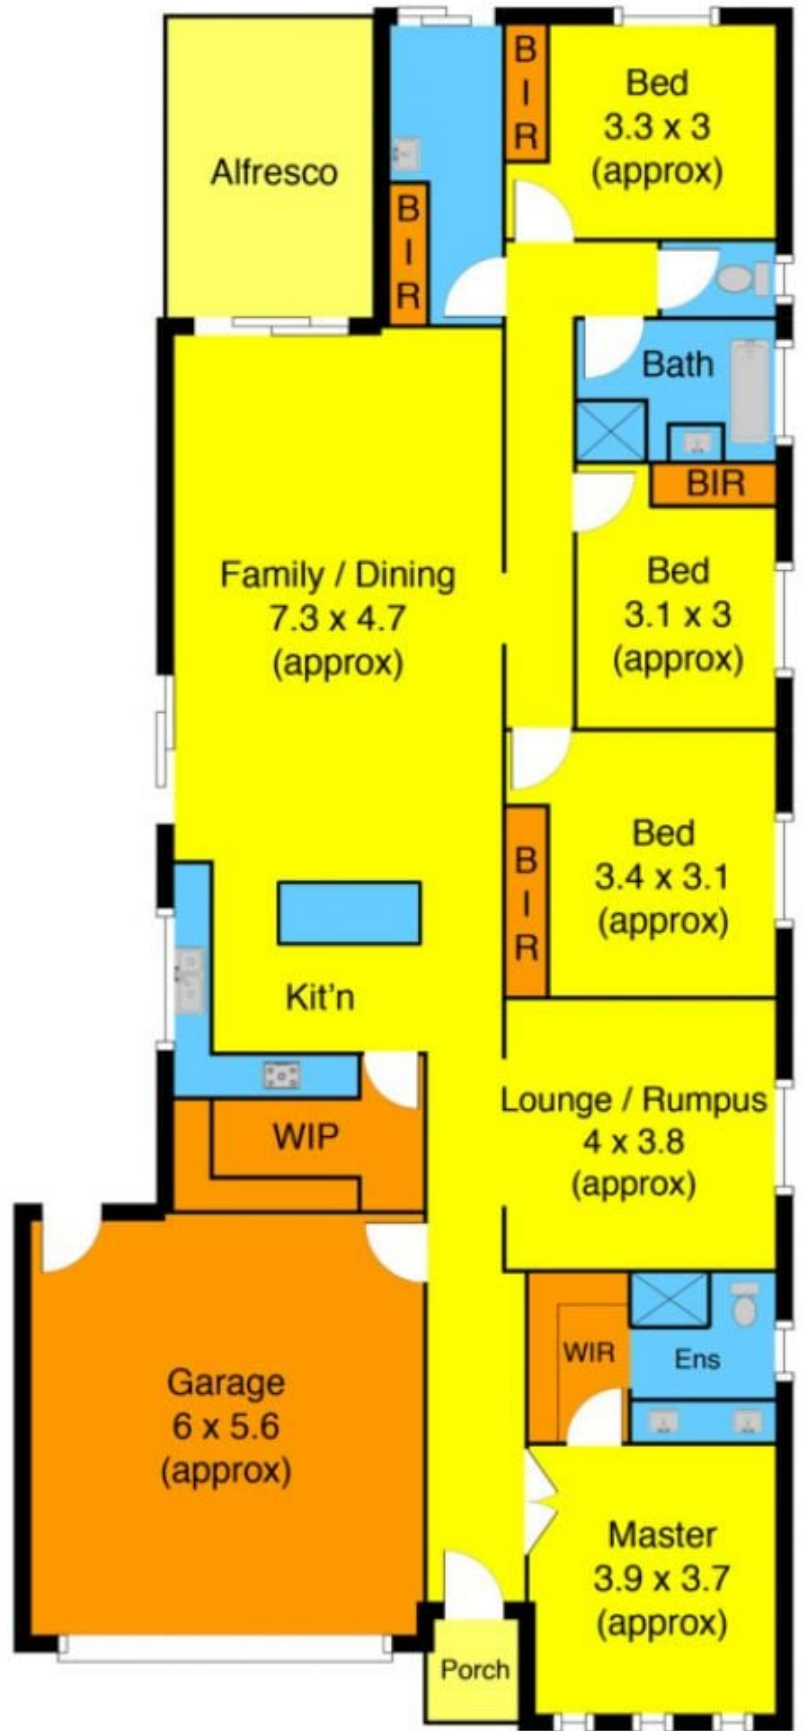 Alfresco
B
I
R
Bed
3.3 x 3
(approx)
B
I
R
Bath
BIR
Family / Dining
7.3 x 4.7
(approx)
Bed
3.1 x 3
(approx)
B
I
R
Bed
3.4 x 3.1
(approx)
Kit'n
WIP
Lounge / Rumpus
4 x 3.8
(approx)
WIR
Ens
Garage
6 x 5.6
(approx)
Master
3.9 x 3.7
(approx)
Porch